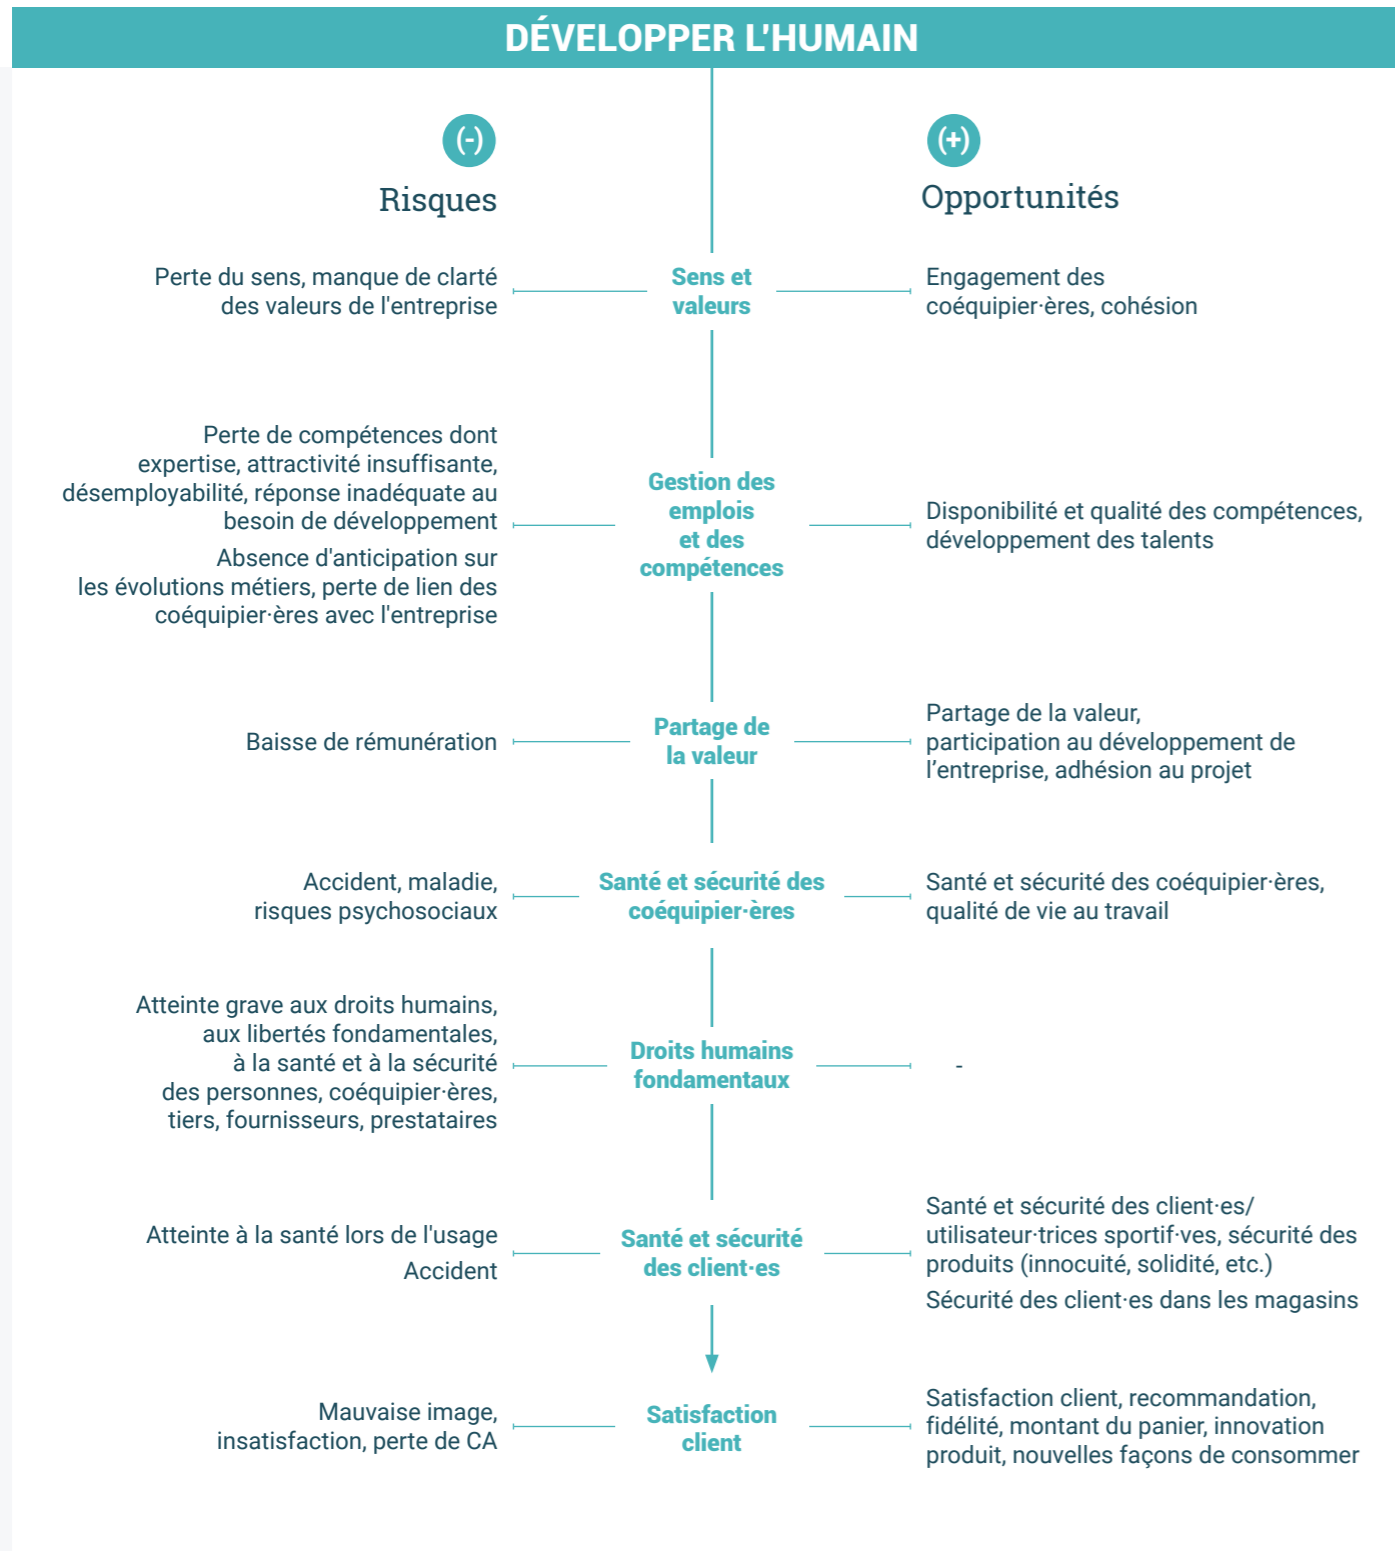 DÉVELOPPER L'HUMAIN
(-)
Risques
(+)
Opportunités
Perte du sens, manque de clarté
des valeurs de l'entreprise
Sens et
valeurs
Engagement des
coéquipier·ères, cohésion
Perte de compétences dont
expertise, attractivité insuffisante,
désemployabilité, réponse inadéquate au
besoin de développement
Absence d'anticipation sur
les évolutions métiers, perte de lien des
coéquipier·ères avec l'entreprise
Gestion des
emplois
et des
compétences
Disponibilité et qualité des compétences,
développement des talents
Baisse de rémunération
Partage de
la valeur
Partage de la valeur,
participation au développement de
l’entreprise, adhésion au projet
Accident, maladie,
risques psychosociaux
Santé et sécurité des
coéquipier·ères
Santé et sécurité des coéquipier·ères,
qualité de vie au travail
Atteinte grave aux droits humains,
aux libertés fondamentales,
à la santé et à la sécurité
des personnes, coéquipier·ères,
tiers, fournisseurs, prestataires
Droits humains
fondamentaux
-
Atteinte à la santé lors de l'usage
Accident
Santé et sécurité
des client·es
Santé et sécurité des client·es/
utilisateur·trices sportif·ves, sécurité des
produits (innocuité, solidité, etc.)
Sécurité des client·es dans les magasins
Mauvaise image,
insatisfaction, perte de CA
Satisfaction
client
Satisfaction client, recommandation,
fidélité, montant du panier, innovation
produit, nouvelles façons de consommer